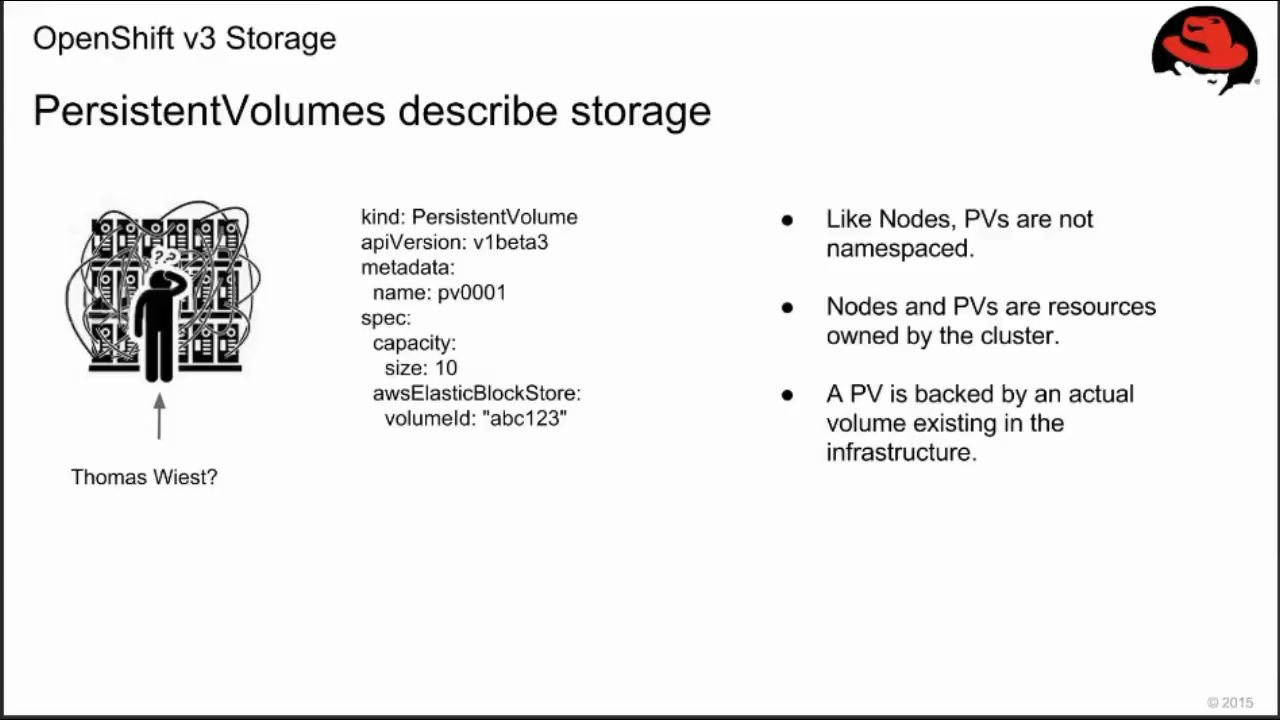 OpenShift v3 Storage
PersistentVolumes describe storage
??
Thomas Wiest?
kind: PersistentVolume
apiVersion: v1beta3
metadata:
name: pv0001
spec:
capacity:
size: 10
awsElasticBlockStore:
volumeId: "abc123"
● Like Nodes, PVs are not
namespaced.
● Nodes and PVs are resources
owned by the cluster.
● A PV is backed by an actual
volume existing in the
infrastructure.
© 2015